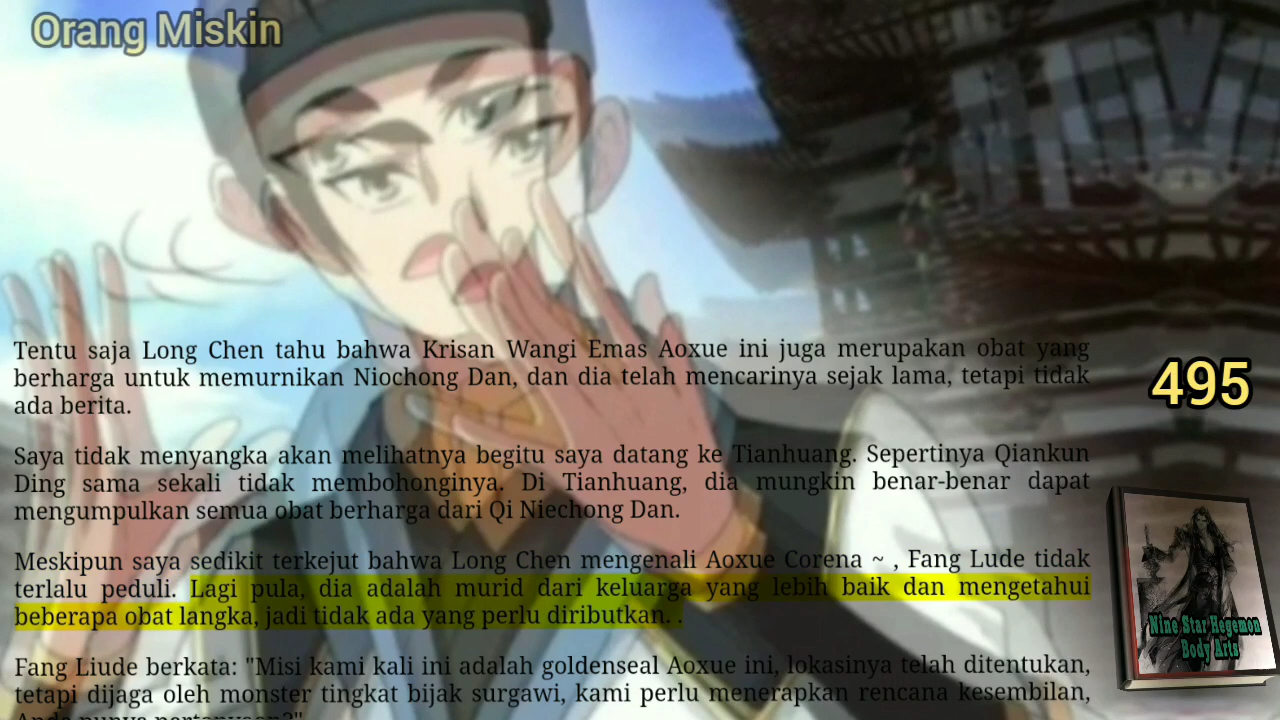 Orang Miskin
Tentu saja Long Chen tahu bahwa Krisan Wangi Emas Aoxue ini juga merupakan obat yang
berharga untuk memurnikan Niochong Dan, dan dia telah mencarinya sejak lama, tetapi tidak
ada berita.
495
Saya tidak menyangka akan melihatnya begitu saya datang ke Tianhuang. Sepertinya Qiankun
Ding sama sekali tidak membohonginya. Di Tianhuang, dia mungkin benar-benar dapat
mengumpulkan semua obat berharga dari Qi Niechong Dan.
Meskipun saya sedikit terkejut bahwa Long Chen mengenali Aoxue Corena ~ , Fang Lude tidak
terlalu peduli. Lagi pula, dia adalah murid dari keluarga yang lebih baik dan mengetahui
beberapa obat langka, jadi tidak ada yang perlu diributkan. .
Nine Star Hegemon
Body Arts
Fang Liude berkata: "Misi kami kali ini adalah goldenseal Aoxue ini, lokasinya telah ditentukan,
tetapi dijaga oleh monster tingkat bijak surgawi, kami perlu menerapkan rencana kesembilan,